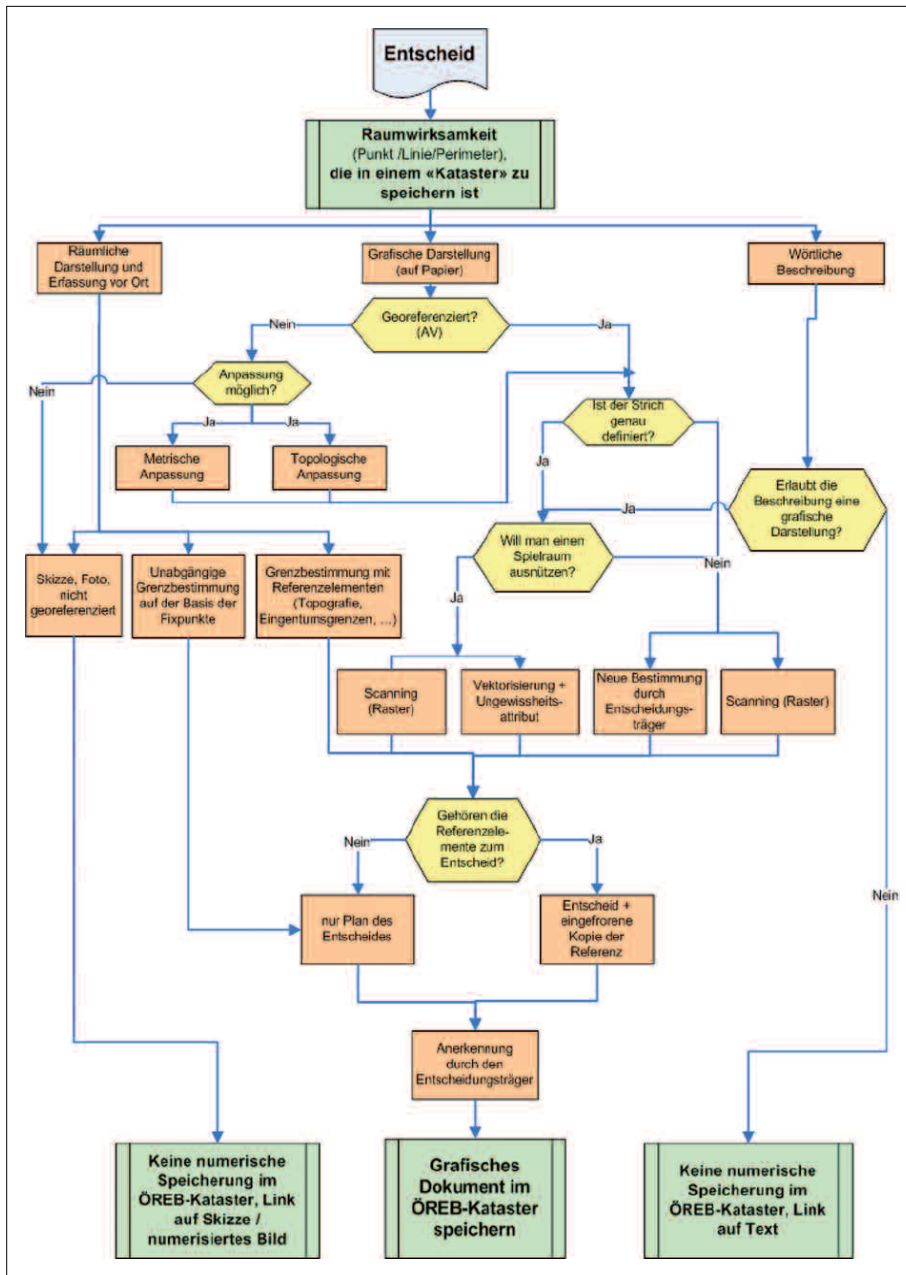 Entscheid
Raumwirksamkeit
(Punkt /Linie/Perimeter),
die in einem «Kataster» zu
speichern ist
Räumliche
Darstellung und
Erfassung vor Ort
Grafische Darstellung
(auf Papier)
Wörtliche
Beschreibung
Georeferenziert?
(AV)
Nein
Ja
Anpassung
möglich?
Nein
Ja
Ja
Ist der Strich
genau
definiert?
Metrische
Anpassung
Topologische
Anpassung
Ja
Nein
Erlaubt die
Beschreibung eine
grafische
Darstellung?
Ja
Nein
Will man einen
Spielraum
ausnützen?
Ja
Skizze, Foto,
nicht
georeferenziert
Unabgängige
Grenzbestimmung
auf der Basis der
Fixpunkte
Grenzbestimmung mit
Referenzelementen
(Topografie,
Eingentumsgrenzen, ...)
Scanning
(Raster)
Vektorisierung +
Ungewissheits-
attribut
Neue Bestimmung
durch
Entscheidungs-
träger
Scanning (Raster)
Gehören die
Referenzele-
mente zum
Entscheid?
Nein
Ja
nur Plan des
Entscheides
Entscheid +
eingefrorene
Kopie der
Referenz
Anerkennung
durch den
Entscheidungsträger
Keine numerische
Speicherung im
ÖREB-Kataster, Link
auf Skizze /
numerisiertes Bild
Grafisches
Dokument im
ÖREB-Kataster
speichern
Keine numerische
Speicherung im
ÖREB-Kataster, Link
auf Text